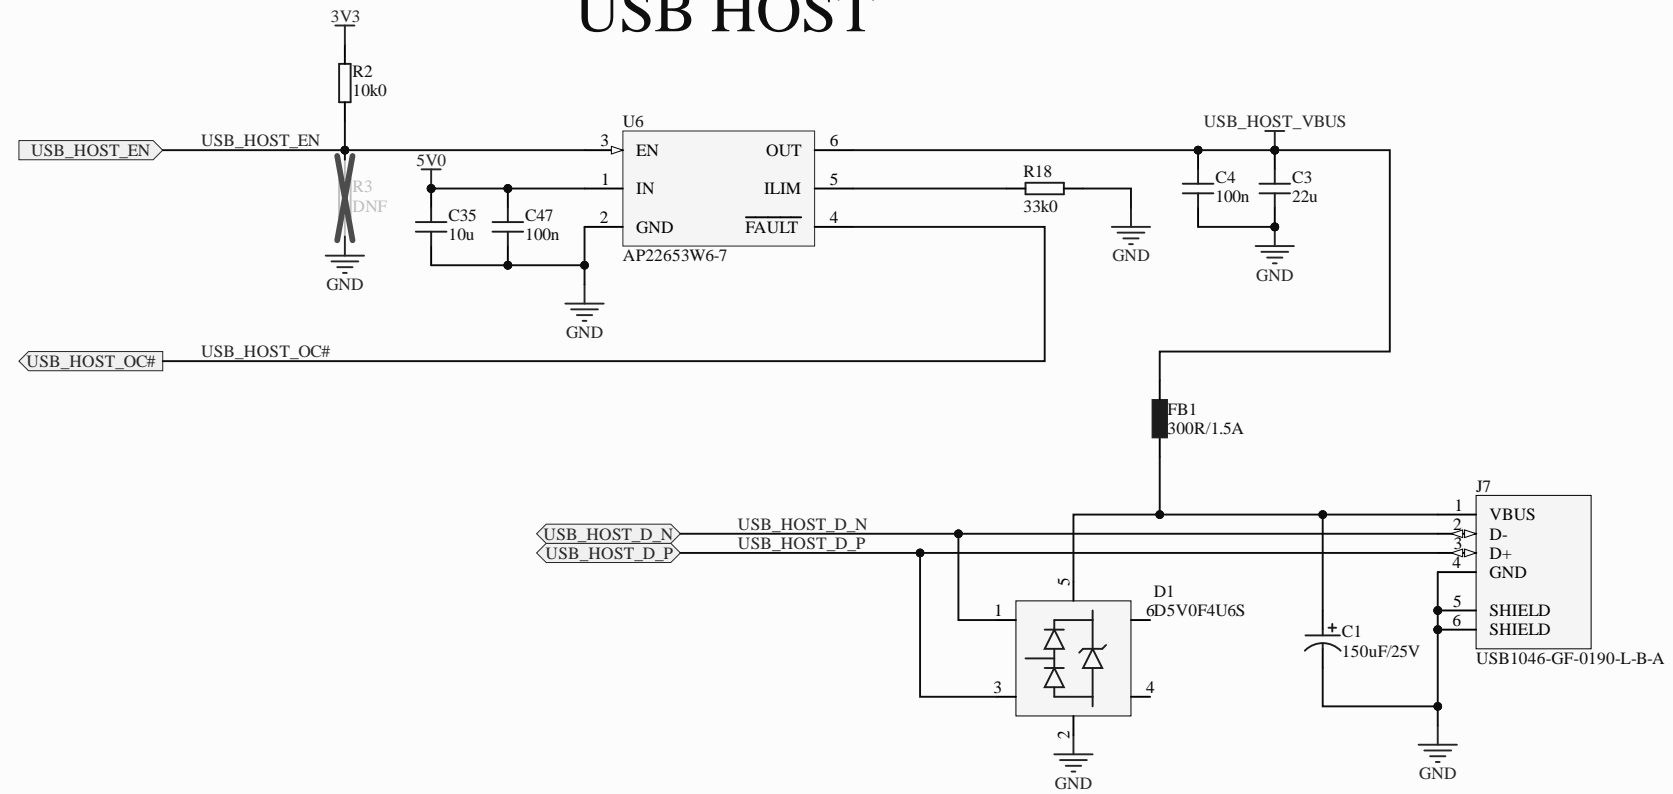 USB HOST
3V3
R2
10k0
USB_HOST_EN
USB_HOST_EN
R3
DNF
GND
5V0
C35
10u
C47
100n
GND
U6
3
EN
1
IN
2
GND
OUT
6
ILIM
5
FAULT
4
AP22653W6-7
R18
33k0
GND
USB_HOST_VBUS
C4
100n
C3
22u
GND
USB_HOST_OC#
USB_HOST_OC#
FB1
300R/1.5A
USB_HOST_D_N
USB_HOST_D_N
USB_HOST_D_P
USB_HOST_D_P
D1
D5V0F4U6S
5
1
6
3
4
2
GND
C1
150uF/25V
+
J7
1
VBUS
2
D-
3
D+
4
GND
5
SHIELD
6
SHIELD
USB1046-GF-0190-L-B-A
GND